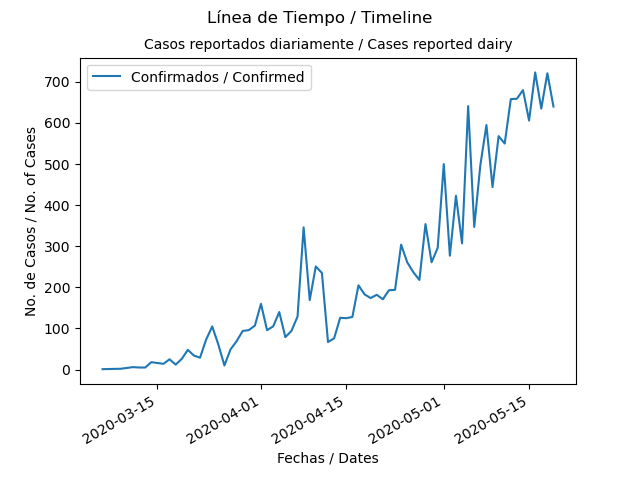 Línea de Tiempo / Timeline
Casos reportados diariamente / Cases reported dairy
Confirmados / Confirmed
700
600
500
400
300
200
100
0
No. de Casos / No. of Cases
2020-03-15
2020-04-01
2020-04-15
2020-05-01
2020-05-15
Fechas / Dates